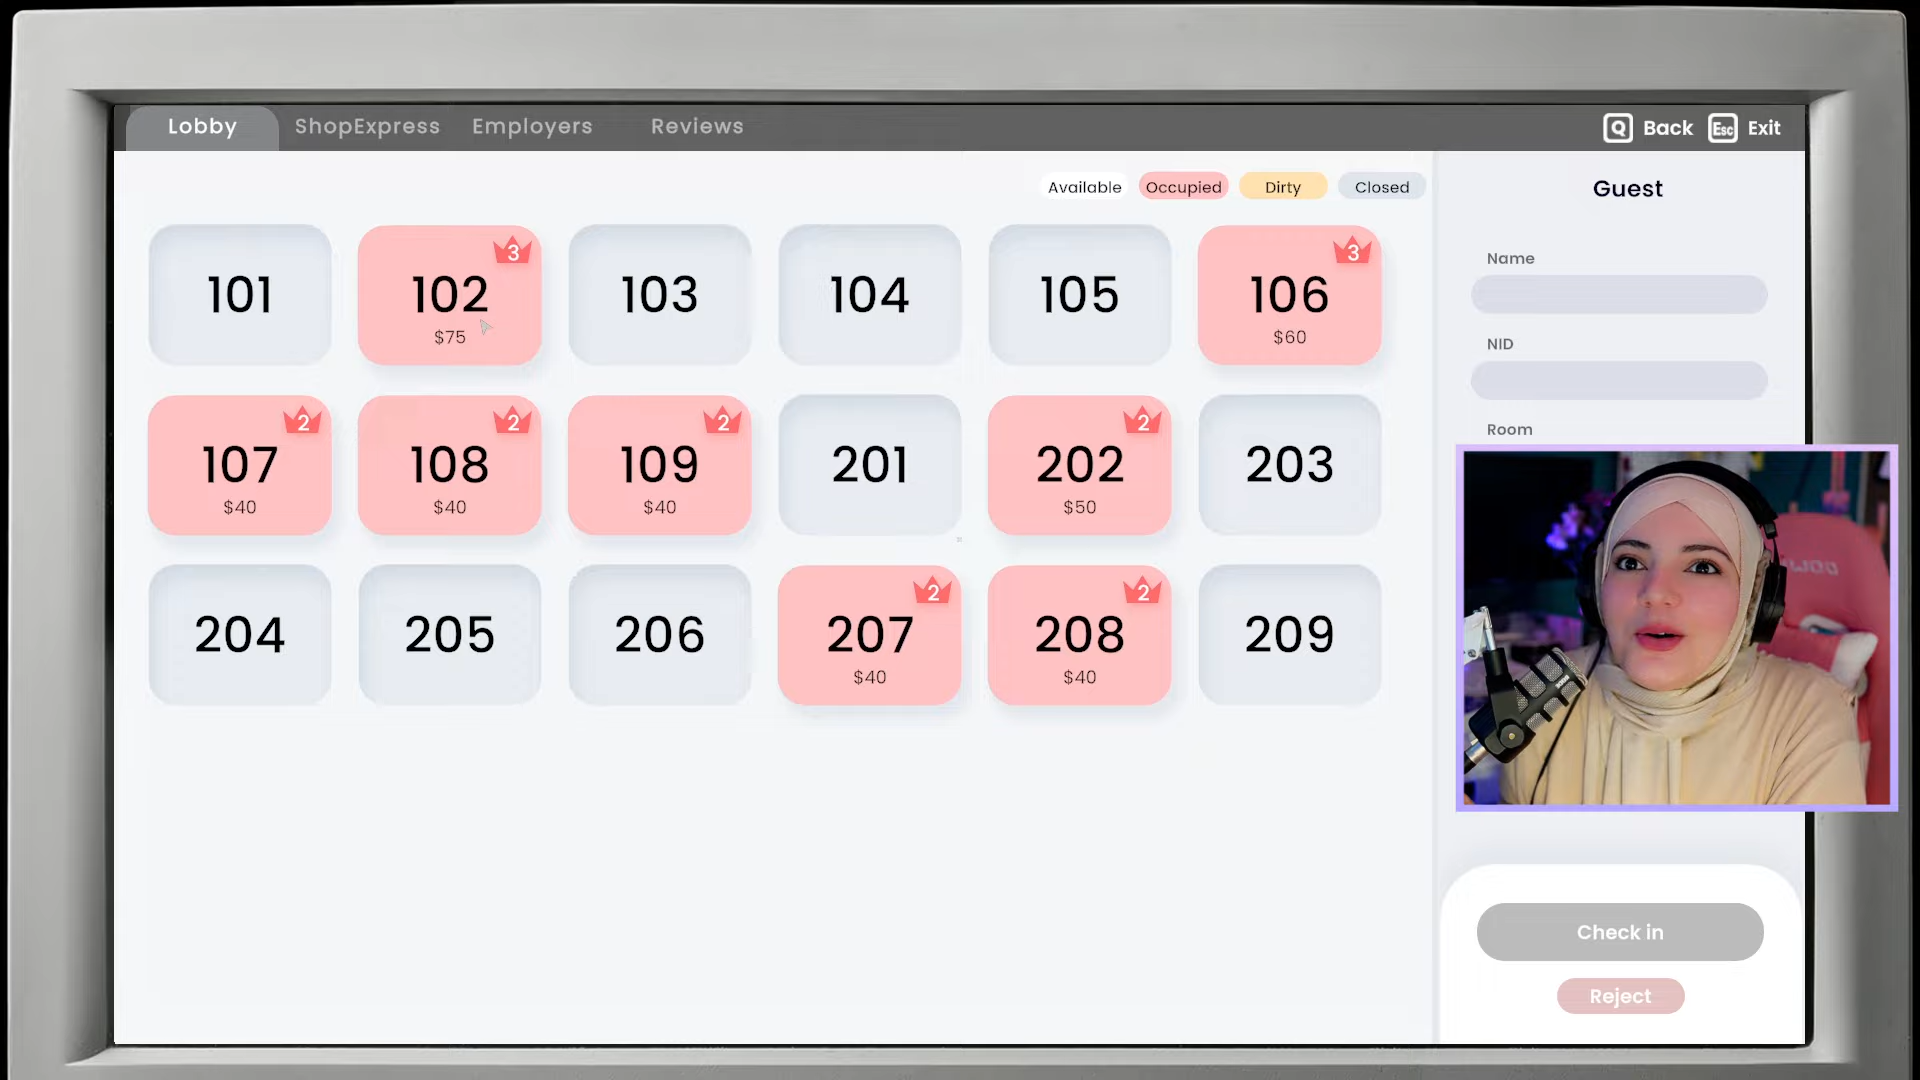 Lobby ShopExpress Employers Reviews Q Back Esc Exit
Available Occupied Dirty Closed
Guest
Name
NID
Room
101 102 103 104 105 106
3 3
$75 $60
2 2 2 2
107 108 109 201 202 203
$40 $40 $40 $50
2 2
204 205 206 207 208 209
$40 $40
Check in
Reject